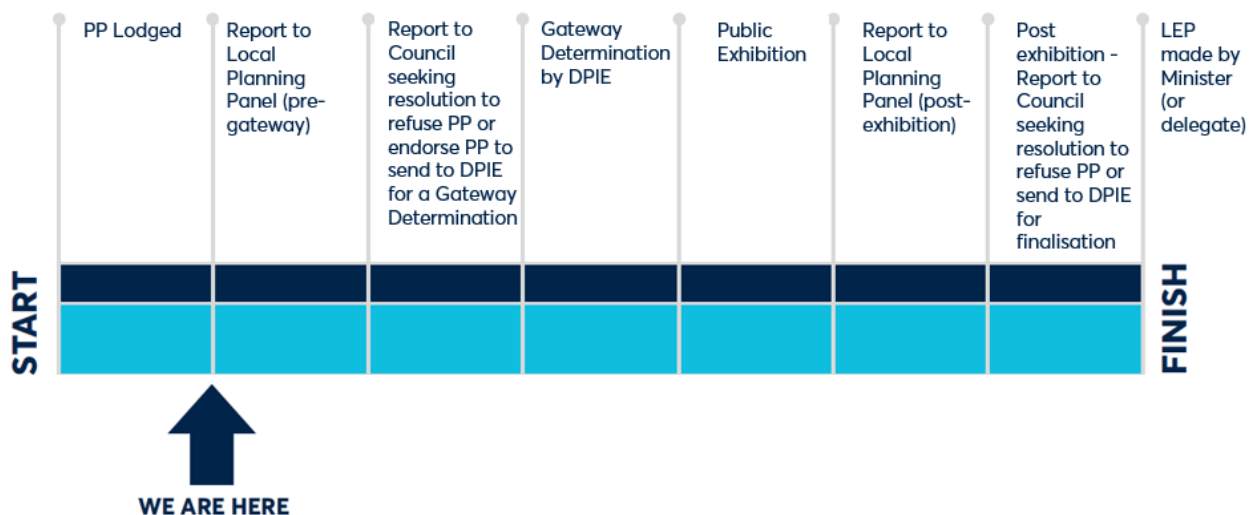 PP Lodged
Report to
Local
Planning
Panel (pre-
gateway)
Report to
Council
seeking
resolution to
refuse PP or
endorse PP to
send to DPIE
for a Gateway
Determination
Gateway
Determination
by DPIE
Public
Exhibition
Report to
Local
Planning
Panel (post-
exhibition)
Post
exhibition -
Report to
Council
seeking
resolution to
refuse PP or
send to DPIE
for
finalisation
LEP
made by
Minister
(or
delegate)
START
FINISH
WE ARE HERE